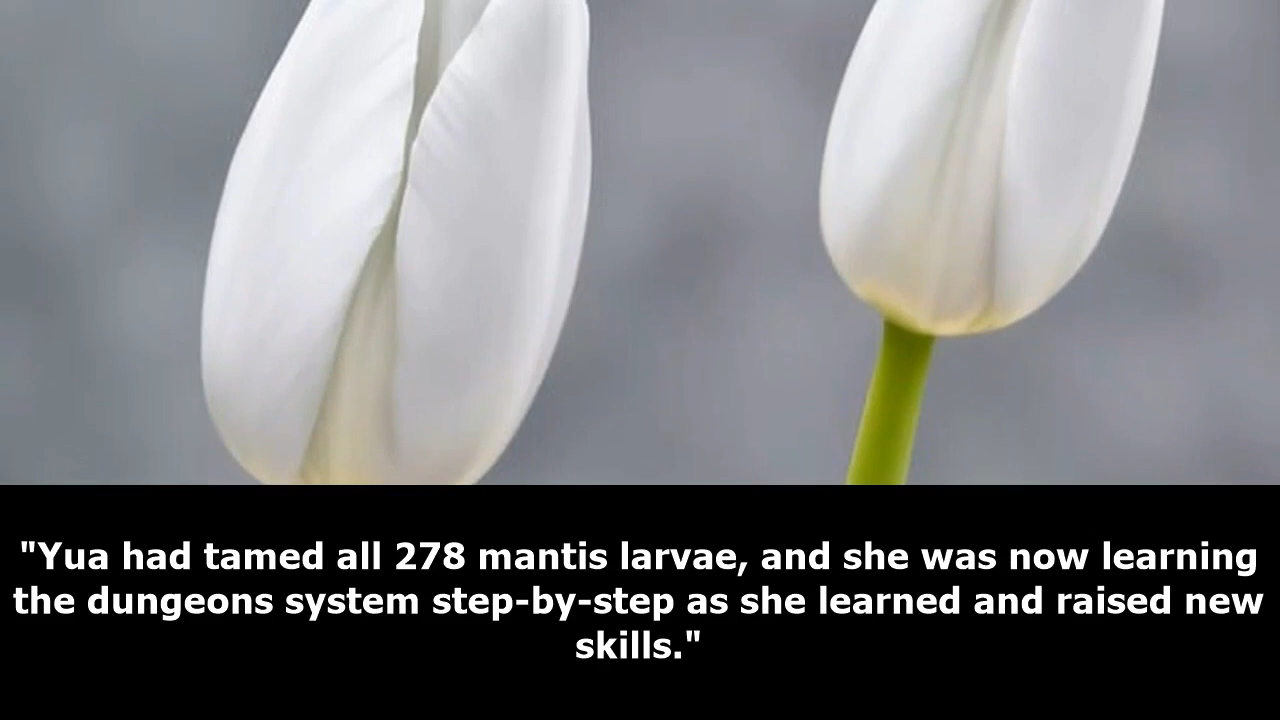 "Yua had tamed all 278 mantis larvae, and she was now learning
the dungeons system step-by-step as she learned and raised new
skills."